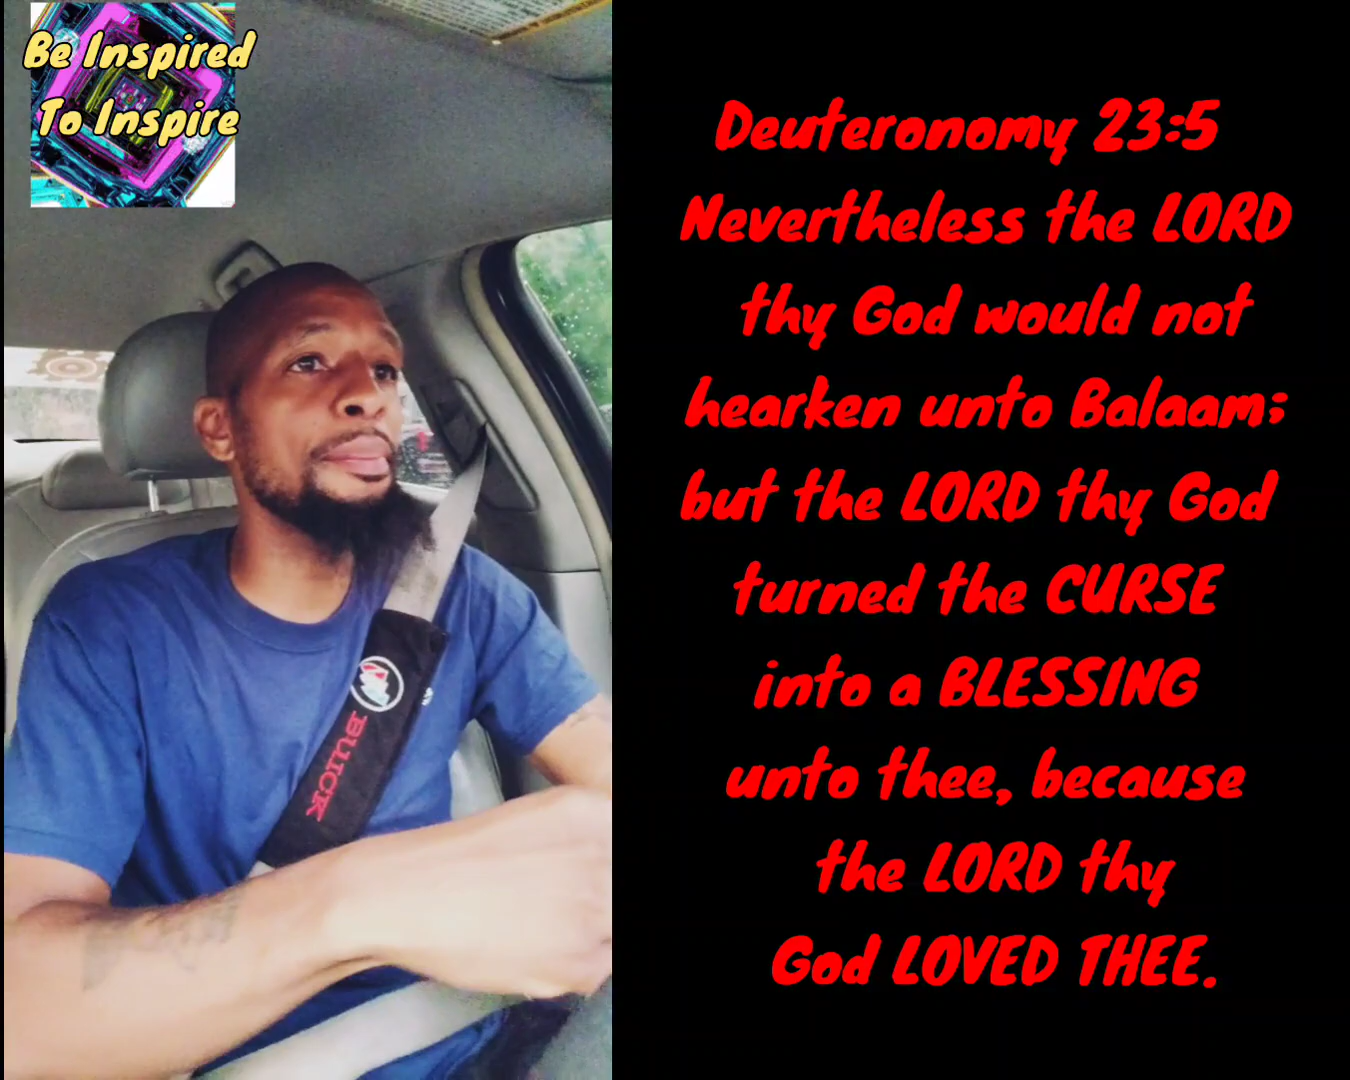 Be Inspired
To Inspire
BUICK
Deuteronomy 23:5
Nevertheless the LORD
thy God would not
hearken unto Balaam;
but the LORD thy God
turned the CURSE
into a BLESSING
unto thee, because
the LORD thy
God LOVED THEE.